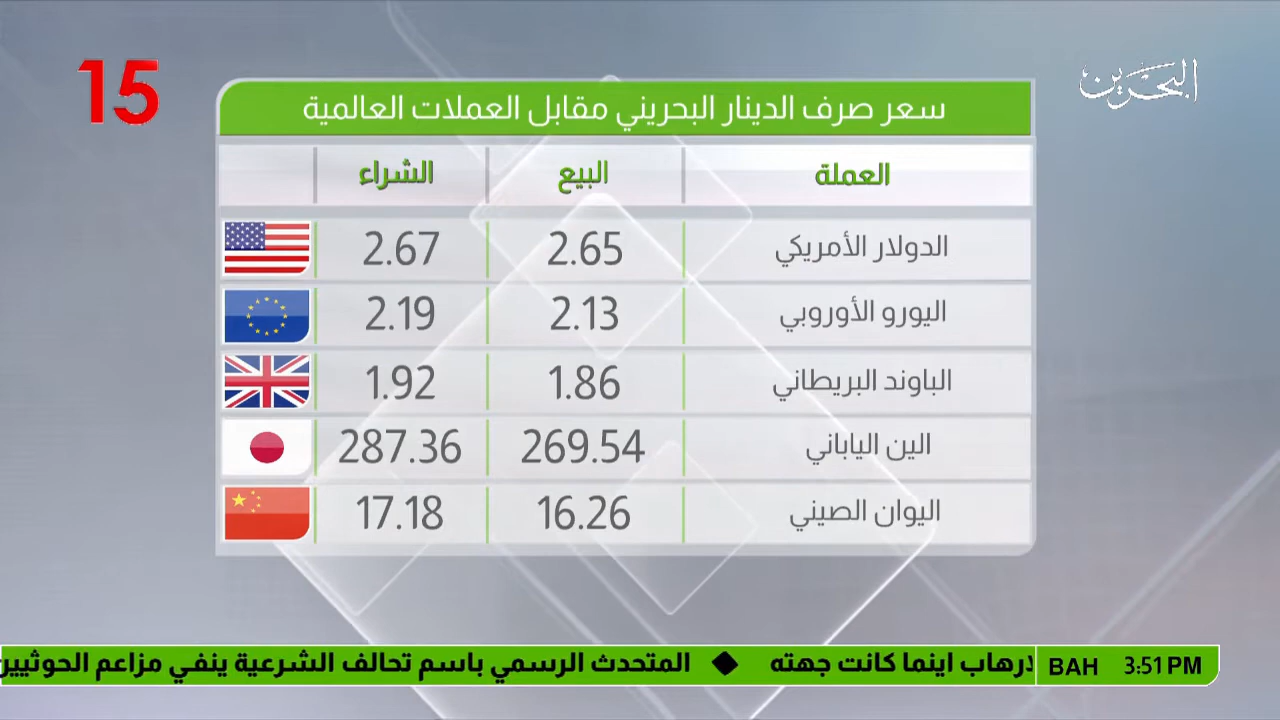 15
البحرين
سعر صرف الدينار البحريني مقابل العملات العالمية
العملة البيع الشراء
الدولار الأمريكي 2.65 2.67
اليورو الأوروبي 2.13 2.19
الباوند البريطاني 1.86 1.92
الين الياباني 269.54 287.36
اليوان الصيني 16.26 17.18
BAH 3:51 PM
لارهاب اينما كانت جهته ◆ المتحدث الرسمي باسم تحالف الشرعية ينفي مزاعم الحوثيين